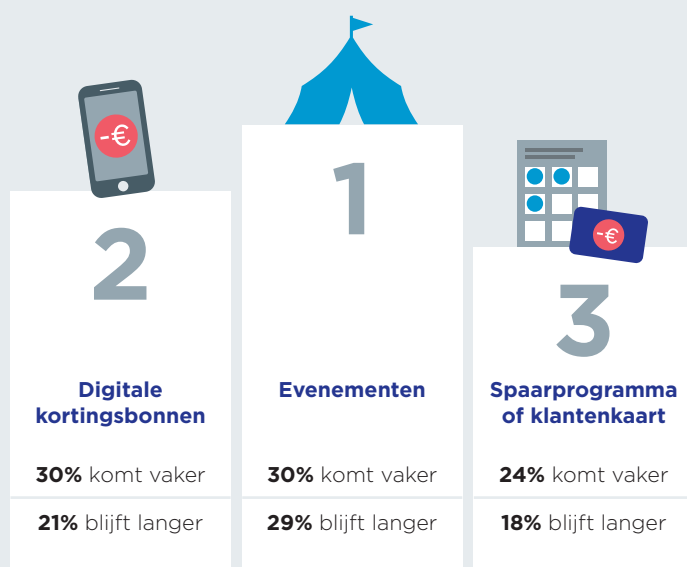 -€
2
Digitale
kortingsbonnen
30% komt vaker
21% blijft langer
1
Evenementen
30% komt vaker
29% blijft langer
-€
3
Spaarprogramma
of klantenkaart
24% komt vaker
18% blijft langer